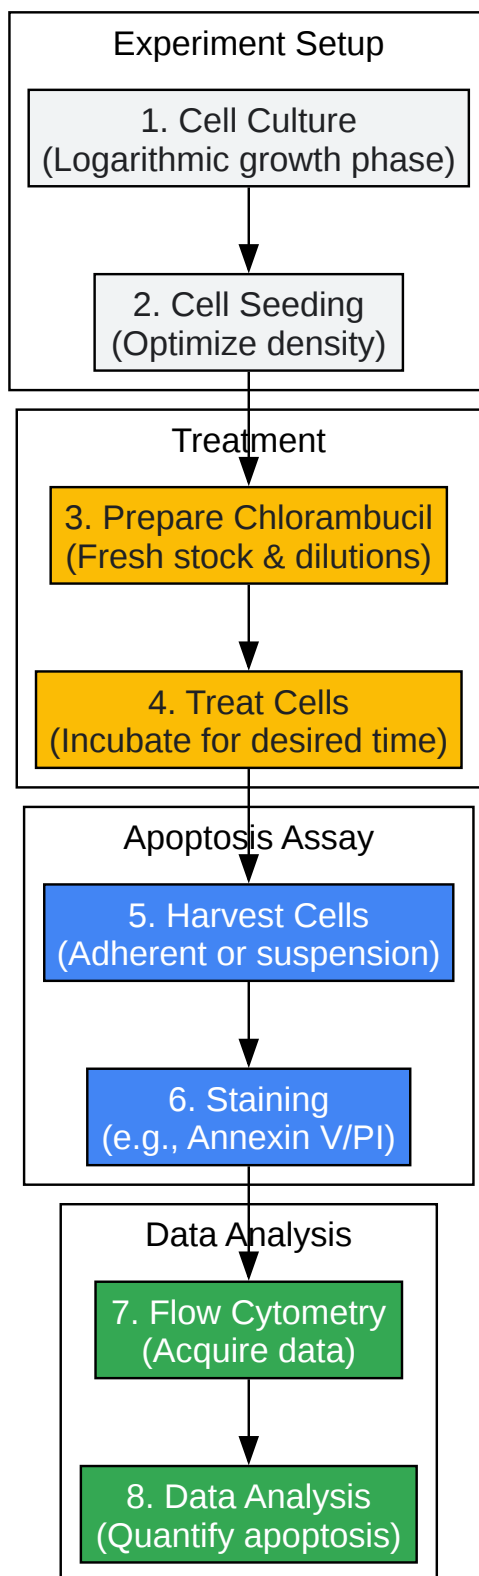 Experiment Setup
1. Cell Culture
(Logarithmic growth phase)
2. Cell Seeding
(Optimize density)
Treatment
3. Prepare Chlorambucil
(Fresh stock & dilutions)
4. Treat Cells
(Incubate for desired time)
Apoptosis Assay
5. Harvest Cells
(Adherent or suspension)
6. Staining
(e.g., Annexin V/PI)
Data Analysis
7. Flow Cytometry
(Acquire data)
8. Data Analysis
(Quantify apoptosis)